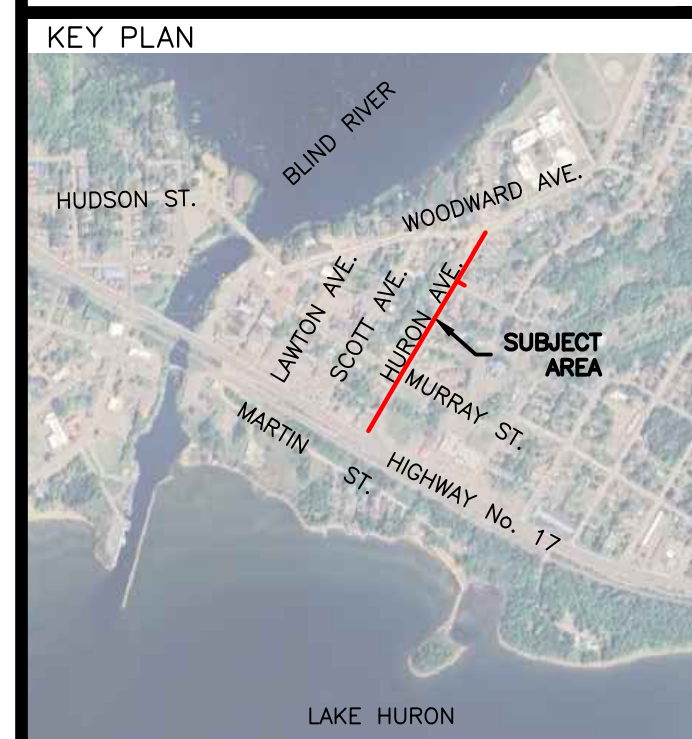 KEY PLAN
BLIND RIVER
HUDSON ST.
WOODWARD AVE.
LAWTON AVE.
SCOTT AVE.
HURON AVE.
SUBJECT
AREA
MURRAY ST.
MARTIN ST.
HIGHWAY No. 17
LAKE HURON